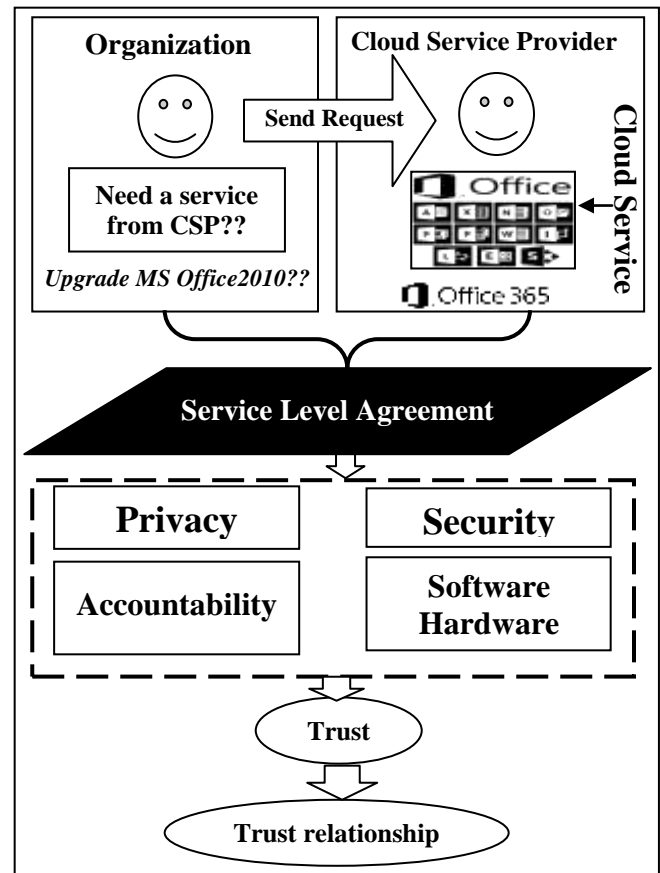 Organization
Need a service
from CSP??
Upgrade MS Office2010??
Send Request
Cloud Service Provider
Office
Office 365
Cloud Service
Service Level Agreement
Privacy
Security
Accountability
Software
Hardware
Trust
Trust relationship